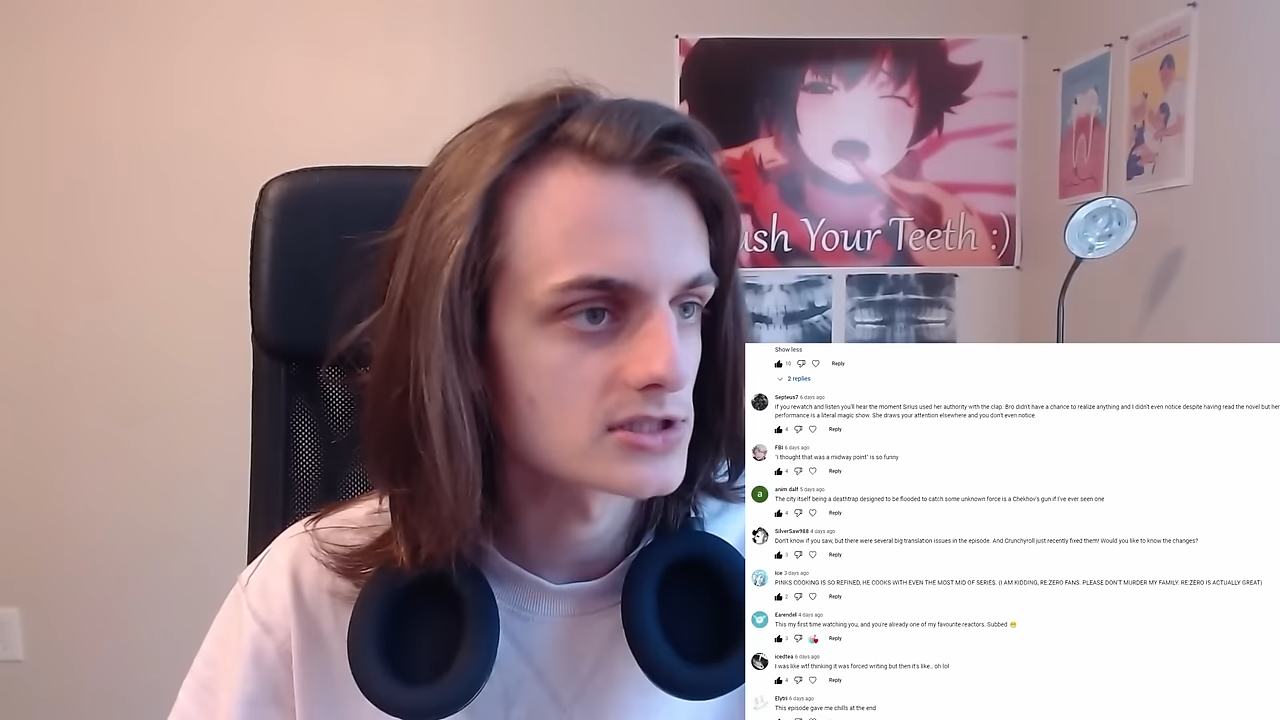 ush Your Teeth :)
Show less
10 Reply
2 replies
Septeus7 6 days ago
If you rewatch and listen you'll hear the moment Sirius used her authority with the clap. Bro didn't have a chance to realize anything and I didn't even notice despite having read the novel but her
performance is a literal magic show. She draws your attention elsewhere and you don't even notice
4 Reply
FBI 6 days ago
"I thought that was a midway point" is so funny
4 Reply
a
anim dalf 5 days ago
The city itself being a deathtrap designed to be flooded to catch some unknown force is a Chekhov's gun if I've ever seen one
4 Reply
SilverSaw988 4 days ago
Don't know if you saw, but there were several big translation issues in the episode. And Crunchyroll just recently fixed them! Would you like to know the changes?
3 Reply
Ice 3 days ago
PINKS COOKING IS SO REFINED, HE COOKS WITH EVEN THE MOST MID OF SERIES. (I AM KIDDING, RE:ZERO FANS. PLEASE DON'T MURDER MY FAMILY. RE:ZERO IS ACTUALLY GREAT)
2 Reply
Earendel 4 days ago
This my first time watching you, and you're already one of my favourite reactors. Subbed 😁
3 Reply
icedtea 6 days ago
I was like wtf thinking it was forced writing but then it's like.. oh lol
4 Reply
Elytri 6 days ago
This episode gave me chills at the end